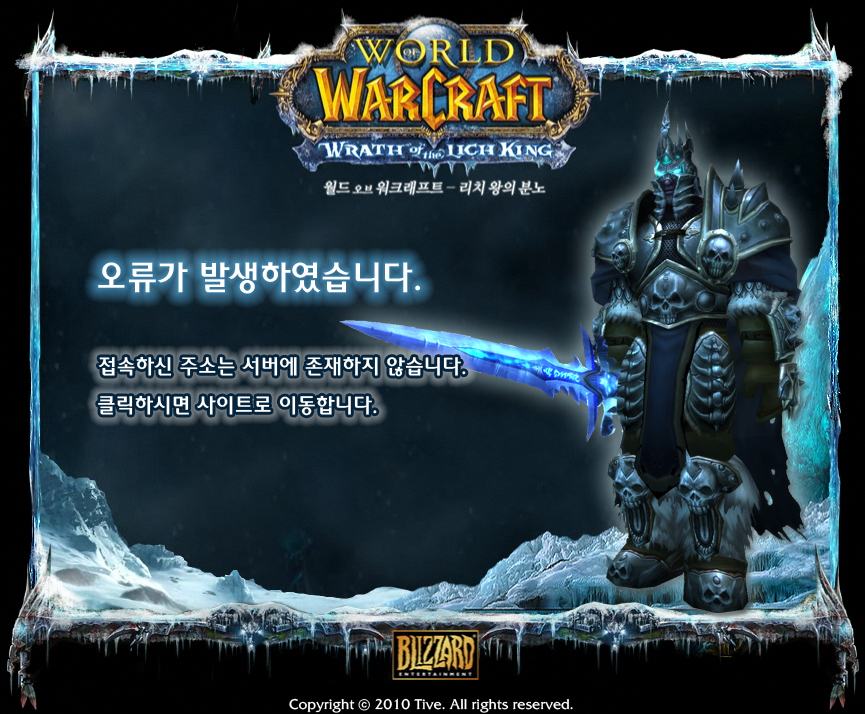 WORLD
OF
WARCRAFT
WRATH of the LICH KING
월드 오브 워크래프트 - 리치 왕의 분노
오류가 발생하였습니다.
접속하신 주소는 서버에 존재하지 않습니다.
클릭하시면 사이트로 이동합니다.
BLIZZARD
ENTERTAINMENT
Copyright © 2010 Tive. All rights reserved.